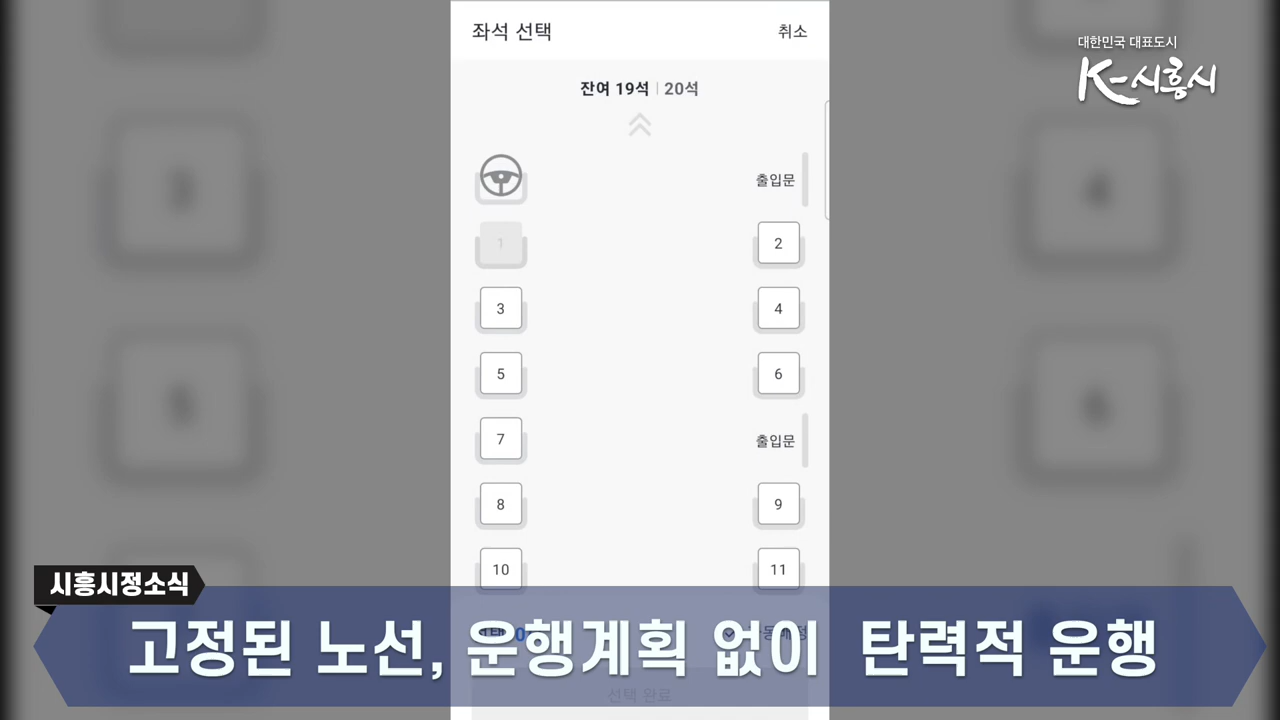 좌석 선택 취소
대한민국 대표도시
K-시흥시
잔여 19석 | 20석
출입문
1 2
3 4
5 6
7 출입문
8 9
10 11
시흥시정소식
고정된 노선, 운행계획 없이 탄력적 운행
선택 완료